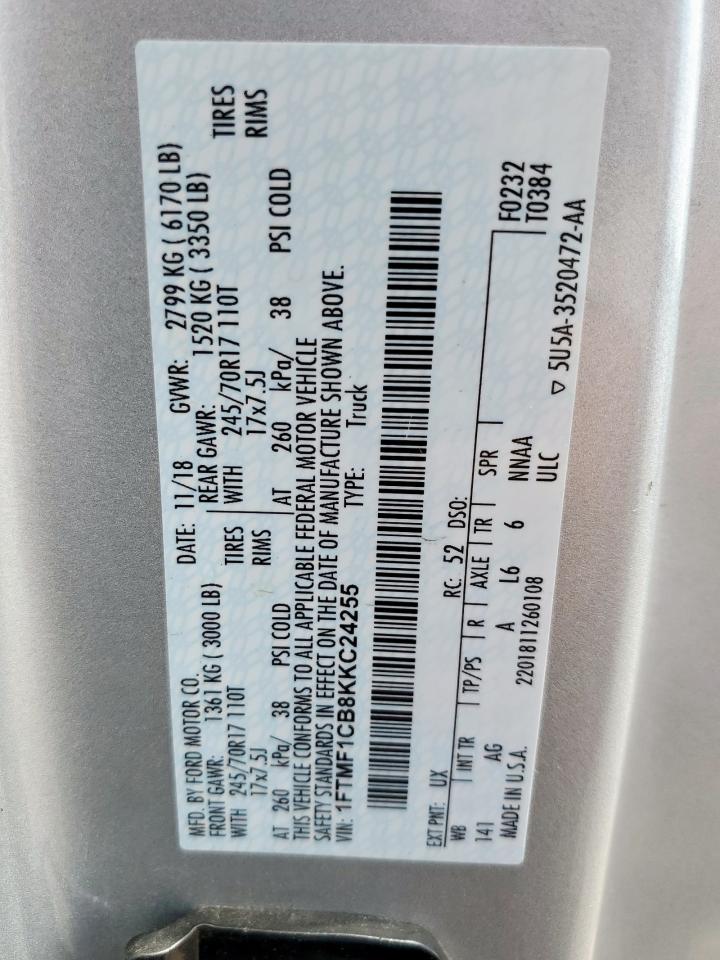 MFD. BY FORD MOTOR CO. DATE: 11/18 GVWR: 2799 KG ( 6170 LB)
FRONT GAWR: 1361 KG ( 3000 LB) REAR GAWR: 1520 KG ( 3350 LB)
WITH 245/70R17 110T TIRES WITH 245/70R17 110T TIRES
17x7.5J RIMS 17x7.5J RIMS
AT 260 kPa/ 38 PSI COLD AT 260 kPa/ 38 PSI COLD
THIS VEHICLE CONFORMS TO ALL APPLICABLE FEDERAL MOTOR VEHICLE
SAFETY STANDARDS IN EFFECT ON THE DATE OF MANUFACTURE SHOWN ABOVE.
VIN: 1FTMF1CB8KKC24255 TYPE: Truck
EXT PNT: UX RC: 52 DSO:
WB INT TR TP/PS R AXLE TR SPR F0232
141 AG A L6 6 NNAA T0384
MADE IN U.S.A. 2201811260108 ULC
▽ 5U5A-3520472-AA